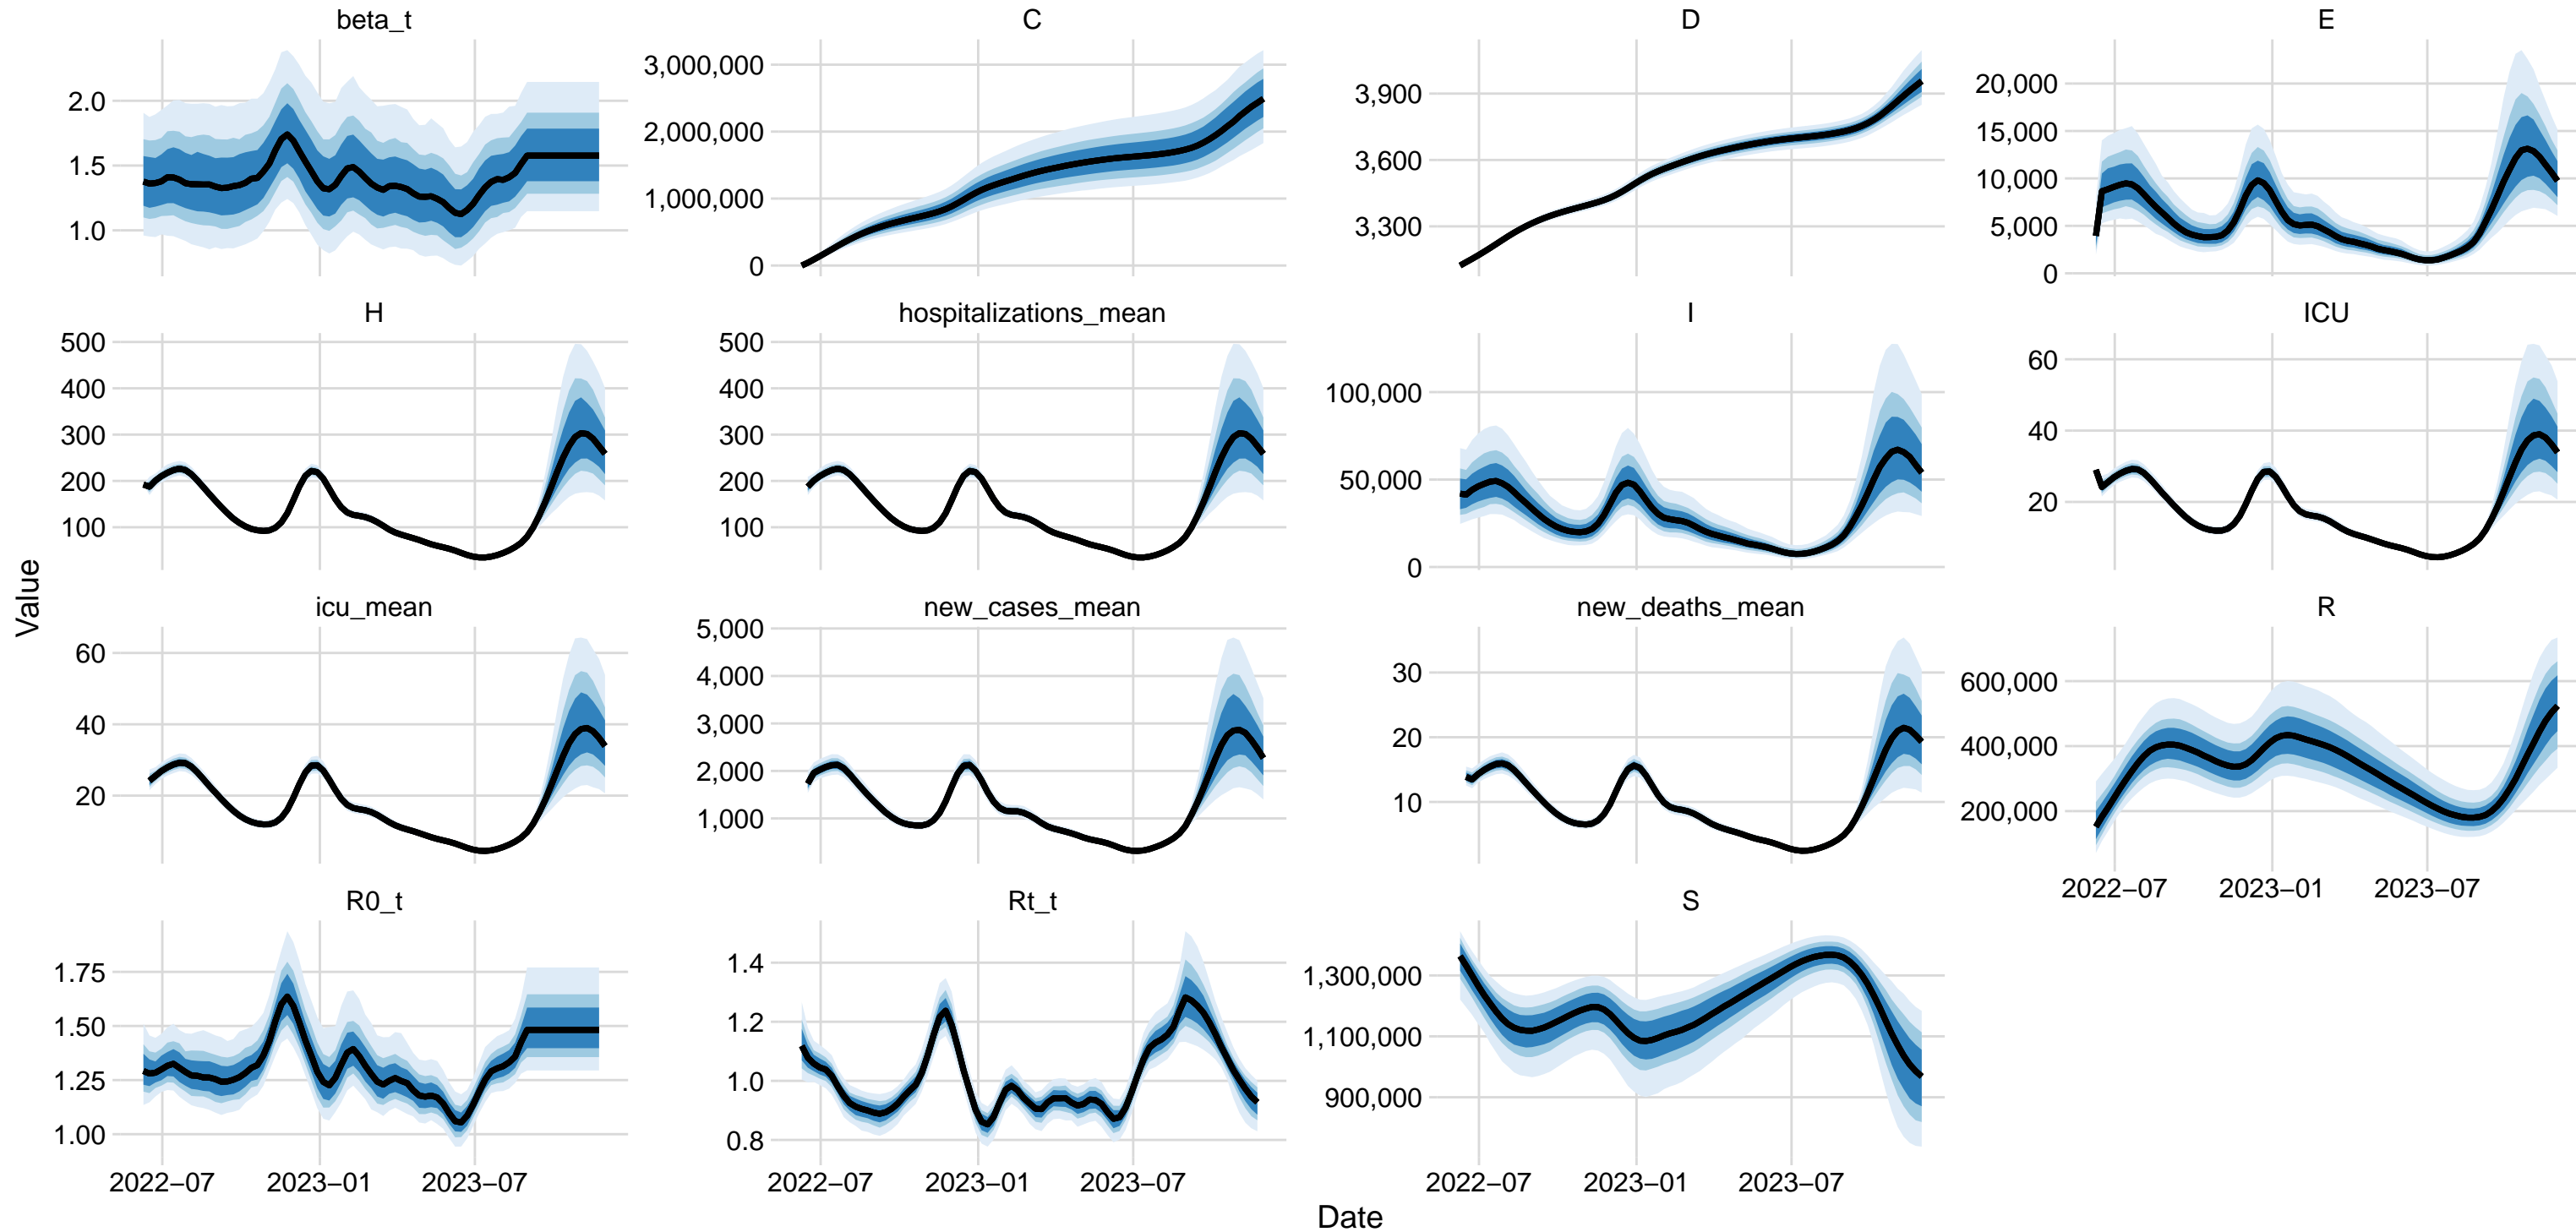 beta_t
C
D
E
2.0
1.5
1.0
3,000,000
2,000,000
1,000,000
0
3,900
3,600
3,300
20,000
15,000
10,000
5,000
0
H
hospitalizations_mean
I
ICU
500
400
300
200
100
500
400
300
200
100
100,000
50,000
0
60
40
20
Value
icu_mean
new_cases_mean
new_deaths_mean
R
60
40
20
5,000
4,000
3,000
2,000
1,000
30
20
10
600,000
400,000
200,000
2022–07 2023–01 2023–07
R0_t
Rt_t
S
1.75
1.50
1.25
1.00
1.4
1.2
1.0
0.8
1,300,000
1,100,000
900,000
2022–07 2023–01 2023–07
2022–07 2023–01 2023–07
2022–07 2023–01 2023–07
Date